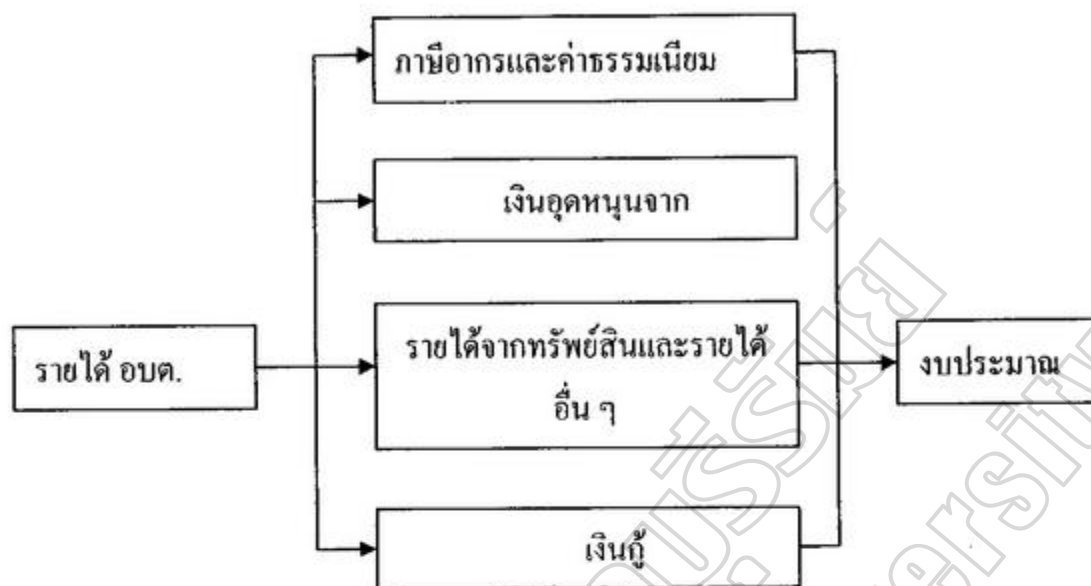 ภาษีอากรและค่าธรรมเนียม
เงินอุดหนุนจาก
รายได้ อบต.
รายได้จากทรัพย์สินและรายได้
อื่น ๆ
งบประมาณ
เงินกู้